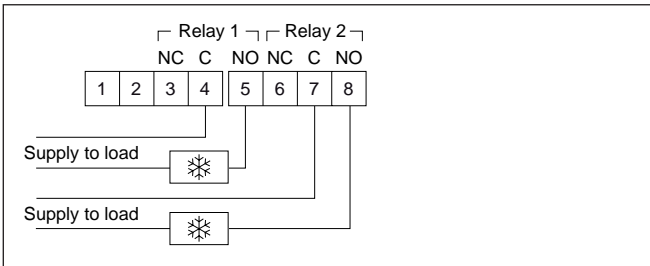 Relay 1 Relay 2
NC C NO NC C NO
1 2 3 4 5 6 7 8
Supply to load
Supply to load